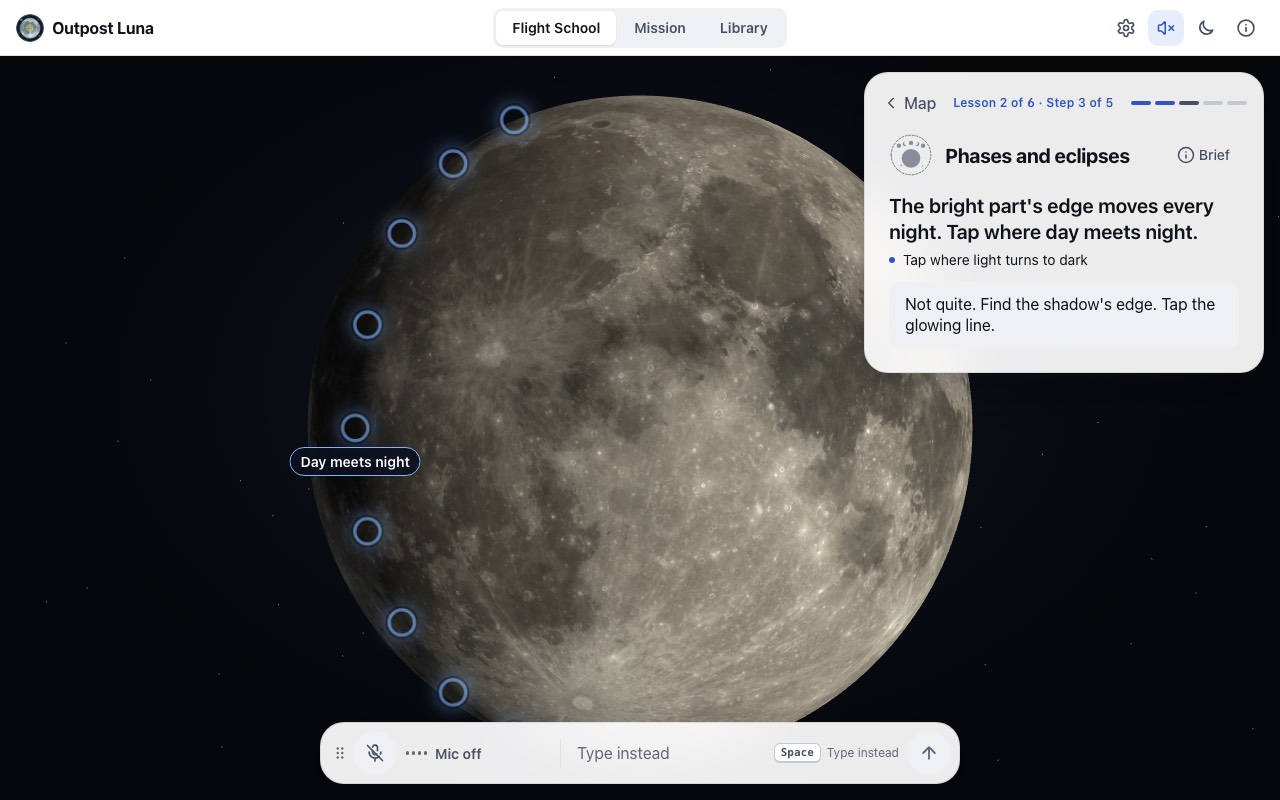 Outpost Luna
Flight School
Mission
Library
Map
Lesson 2 of 6 · Step 3 of 5
Phases and eclipses
Brief
The bright part's edge moves every
night. Tap where day meets night.
Tap where light turns to dark
Not quite. Find the shadow's edge. Tap the
glowing line.
Day meets night
Mic off
Type instead
Space
Type instead